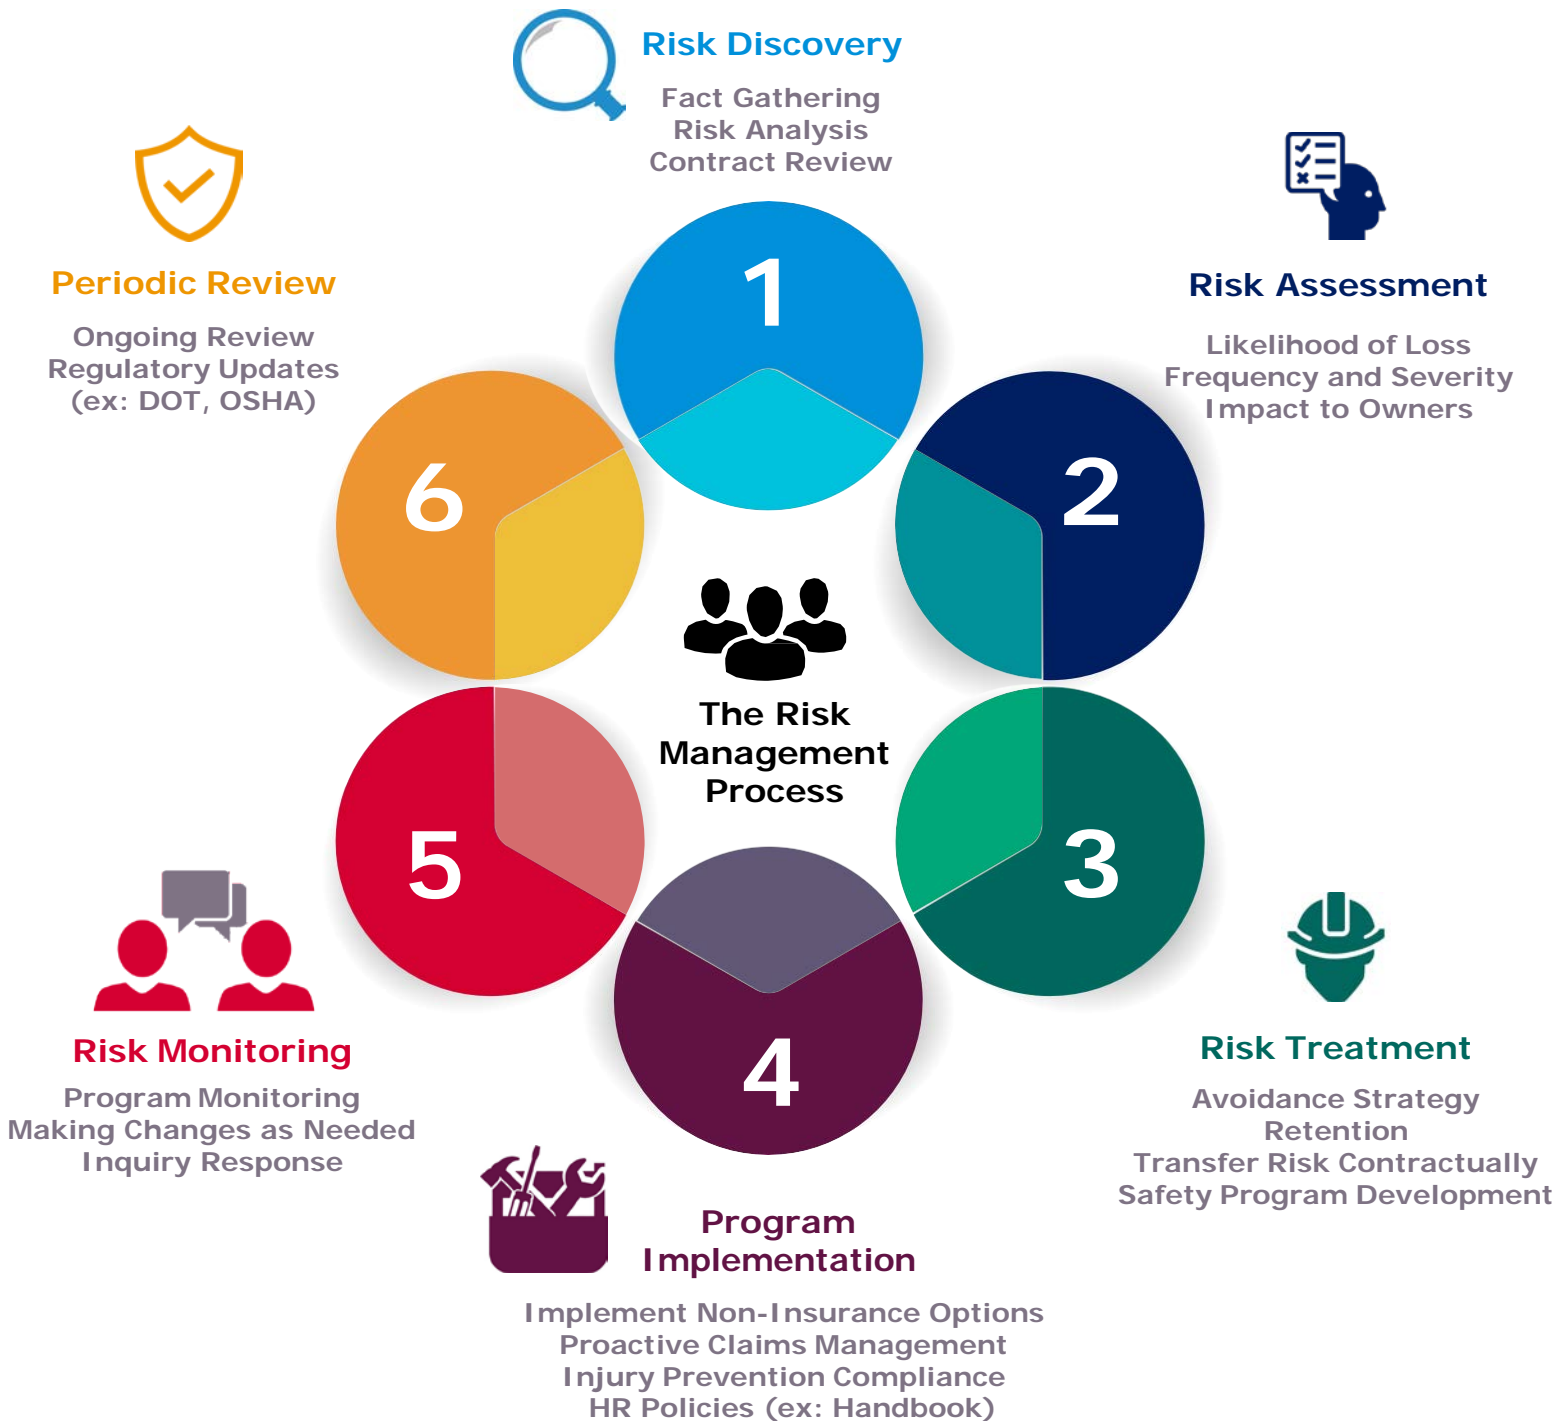 Risk Discovery
Fact Gathering
Risk Analysis
Contract Review
1
Risk Assessment
Likelihood of Loss
Frequency and Severity
Impact to Owners
2
Risk Treatment
Avoidance Strategy
Retention
Transfer Risk Contractually
Safety Program Development
3
Program
Implementation
Implement Non-Insurance Options
Proactive Claims Management
Injury Prevention Compliance
HR Policies (ex: Handbook)
4
Risk Monitoring
Program Monitoring
Making Changes as Needed
Inquiry Response
5
Periodic Review
Ongoing Review
Regulatory Updates
(ex: DOT, OSHA)
6
The Risk
Management
Process